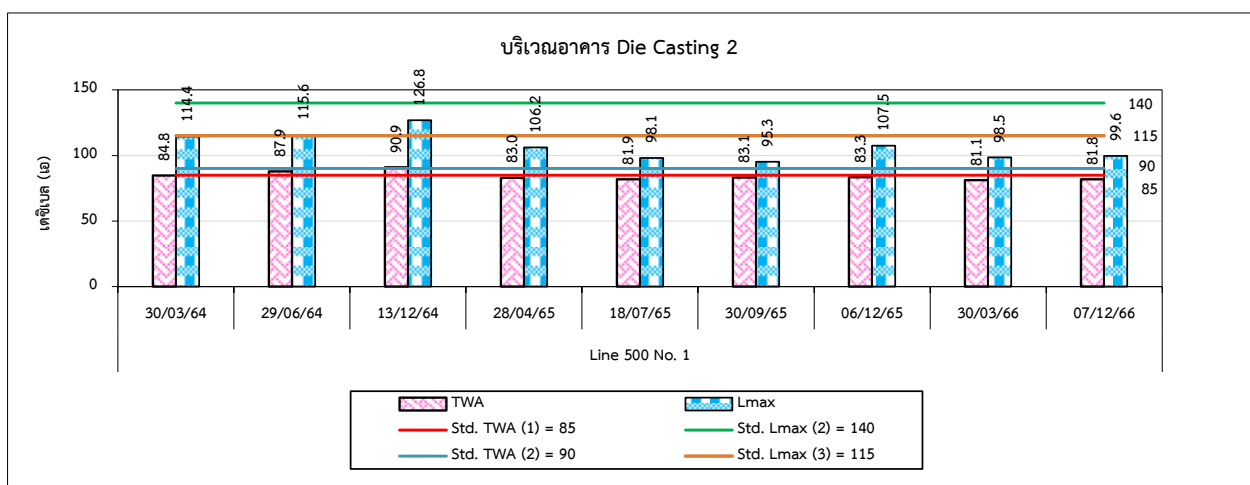 บริเวณอาคาร Die Casting 2
เดซิเบล (เอ)
150
100
50
0
84.8 114.4 87.9 115.6 90.9 126.8 83.0 106.2 81.9 98.1 83.1 95.3 83.3 107.5 81.1 98.5 81.8 99.6
140
115
90
85
30/03/64 29/06/64 13/12/64 28/04/65 18/07/65 30/09/65 06/12/65 30/03/66 07/12/66
Line 500 No. 1
TWA Lmax
Std. TWA (1) = 85 Std. Lmax (2) = 140
Std. TWA (2) = 90 Std. Lmax (3) = 115